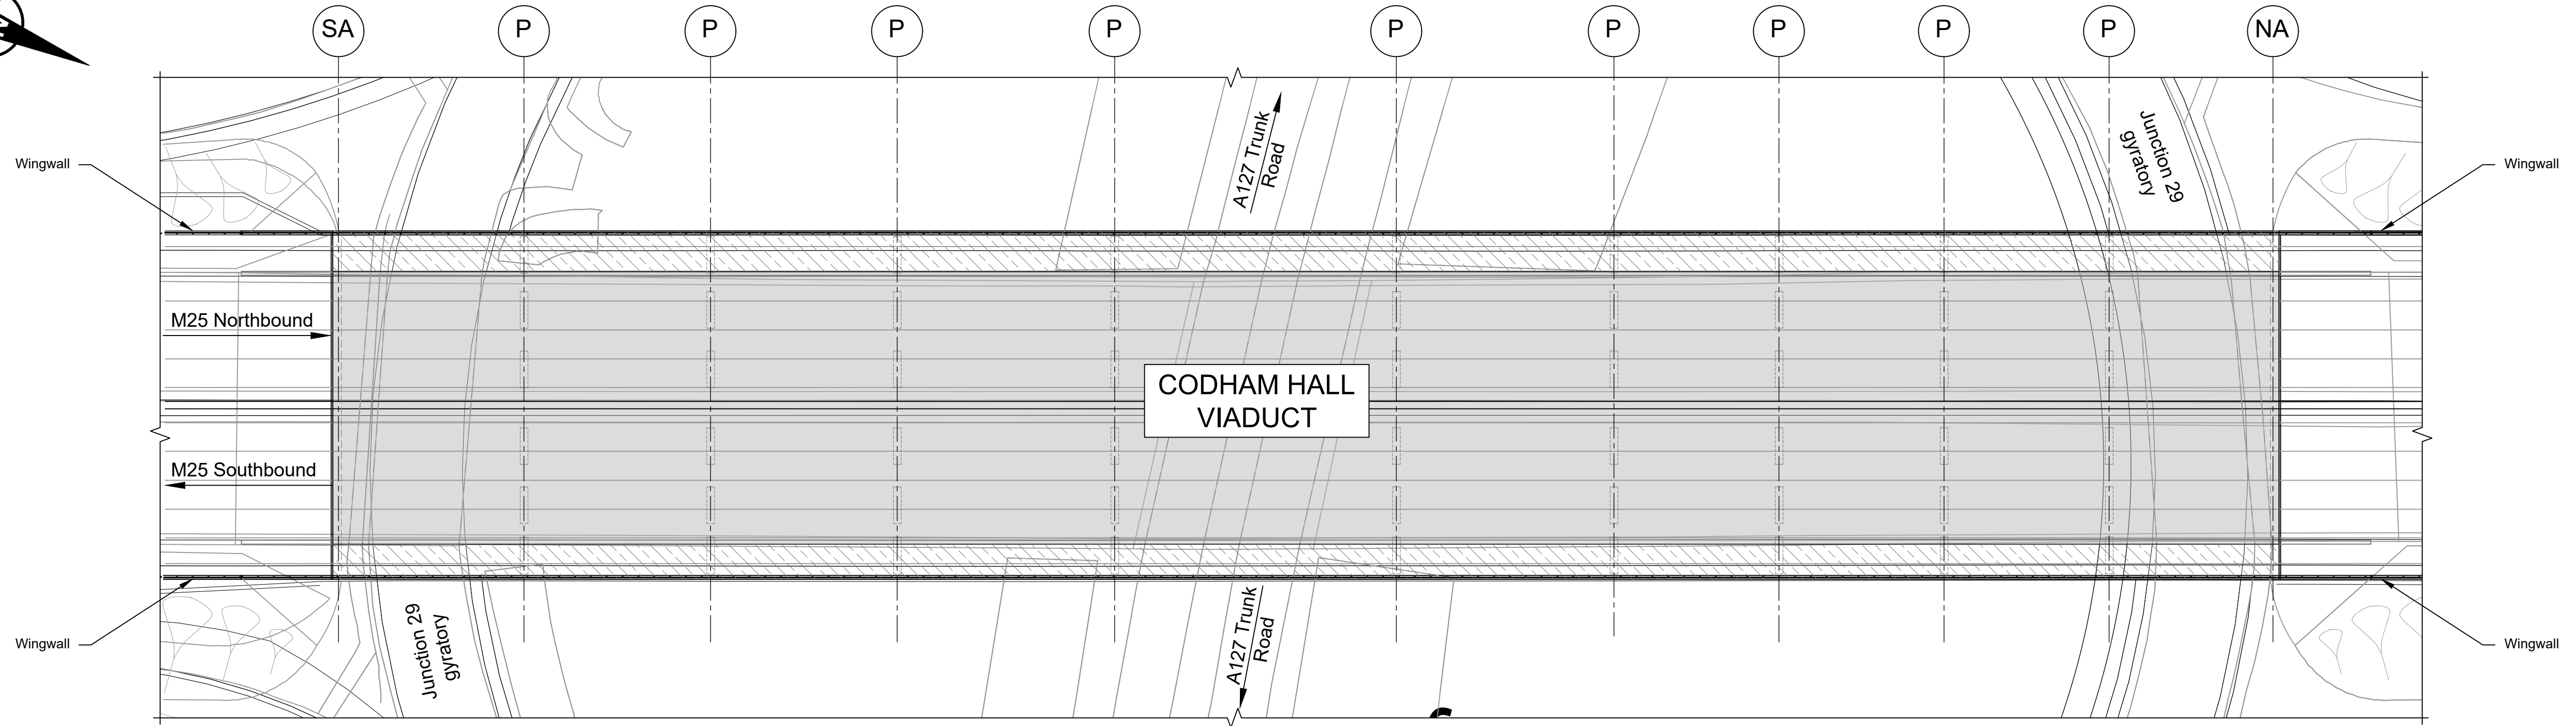 SA
P
P
P
P
P
P
P
P
P
NA
Wingwall
Wingwall
A127 Trunk
Road
Junction 29
gyratory
M25 Northbound
CODHAM HALL
VIADUCT
M25 Southbound
Wingwall
Junction 29
gyratory
A127 Trunk
Road
Wingwall